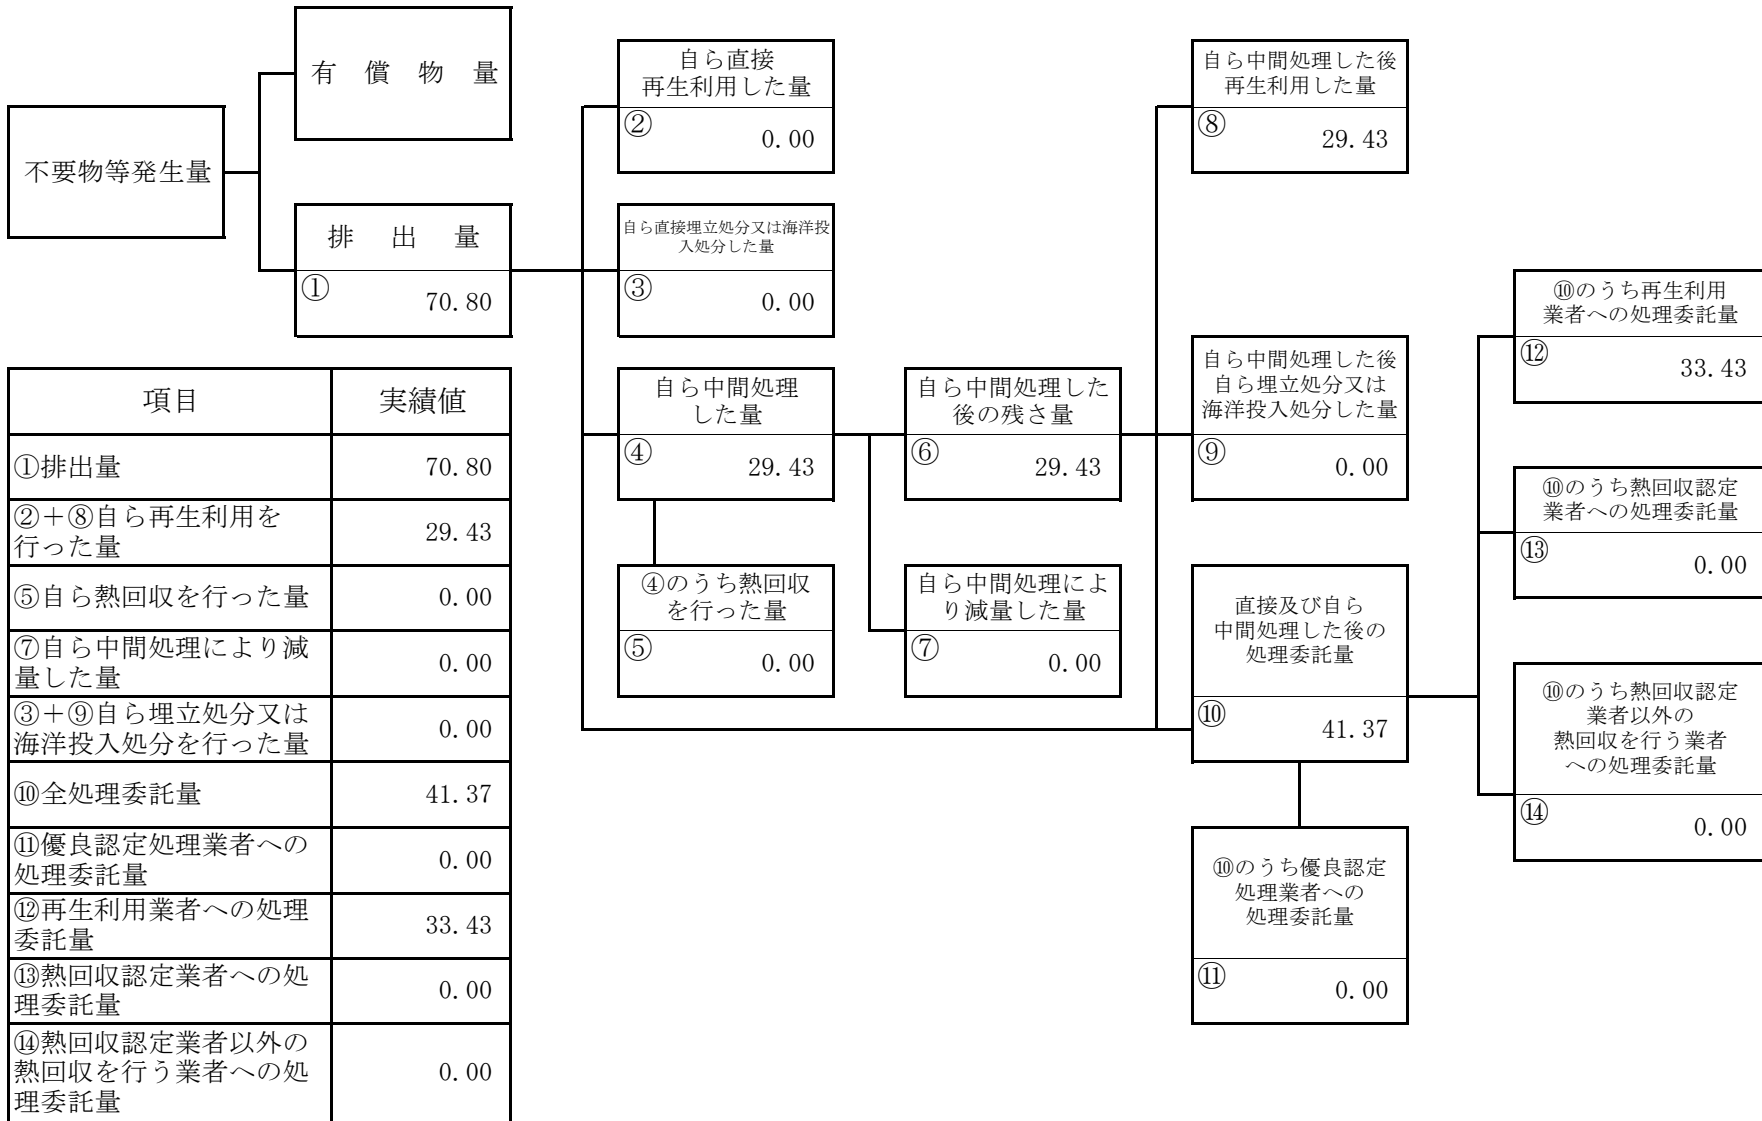 有 償 物 量
不要物等発生量
排 出 量
①
70.80
自ら直接
再生利用した量
②
0.00
自ら直接埋立処分又は海洋投
入処分した量
③
0.00
自ら中間処理
した量
④
29.43
④のうち熱回収
を行った量
⑤
0.00
自ら中間処理した
後の残さ量
⑥
29.43
自ら中間処理によ
り減量した量
⑦
0.00
自ら中間処理した後
再生利用した量
⑧
29.43
自ら中間処理した後
自ら埋立処分又は
海洋投入処分した量
⑨
0.00
直接及び自ら
中間処理した後の
処理委託量
⑩
41.37
⑩のうち優良認定
処理業者への
処理委託量
⑪
0.00
⑩のうち再生利用
業者への処理委託量
⑫
33.43
⑩のうち熱回収認定
業者への処理委託量
⑬
0.00
⑩のうち熱回収認定
業者以外の
熱回収を行う業者
への処理委託量
⑭
0.00
項目 実績値
①排出量 70.80
②＋⑧自ら再生利用を
行った量 29.43
⑤自ら熱回収を行った量 0.00
⑦自ら中間処理により減
量した量 0.00
③＋⑨自ら埋立処分又は
海洋投入処分を行った量 0.00
⑩全処理委託量 41.37
⑪優良認定処理業者への
処理委託量 0.00
⑫再生利用業者への処理
委託量 33.43
⑬熱回収認定業者への処
理委託量 0.00
⑭熱回収認定業者以外の
熱回収を行う業者への処
理委託量 0.00